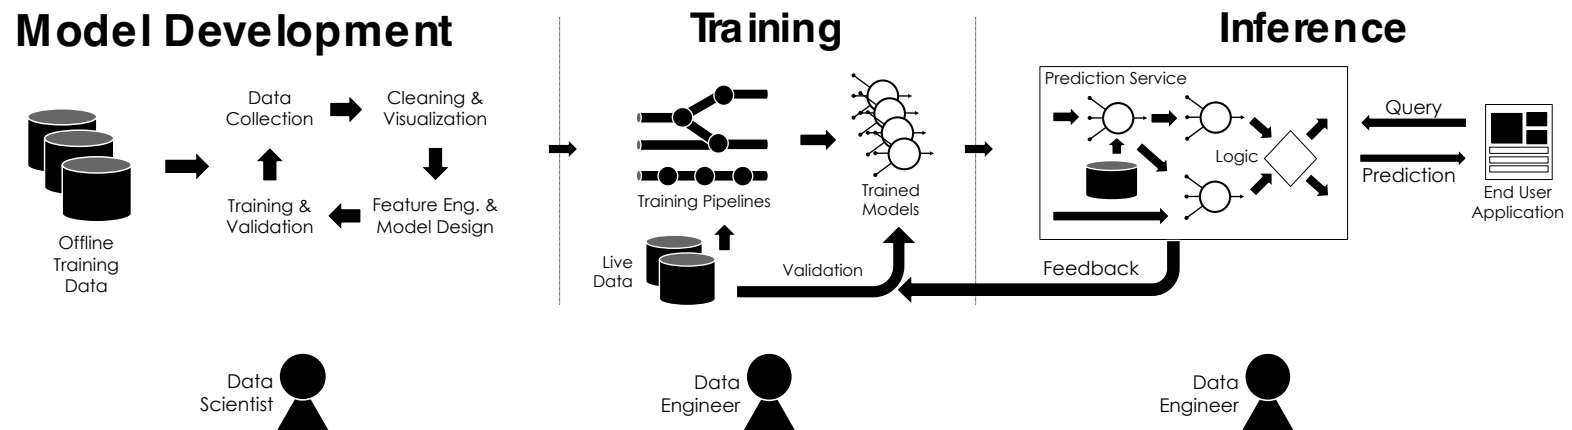 Model Development
Data
Collection
Cleaning &
Visualization
Training &
Validation
Feature Eng. &
Model Design
Offline
Training
Data
Data
Scientist
Training
Training Pipelines
Trained
Models
Live
Data
Validation
Data
Engineer
Inference
Prediction Service
Logic
Feedback
Query
Prediction
End User
Application
Data
Engineer